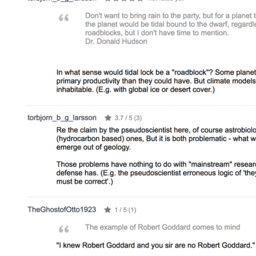 torbjorn_b_g_larsson
Don't want to bring rain to the party, but for a planet t
the planet would be tidal bound to the dwarf, regardle
roadblocks, but I don't have time to mention.
Dr. Donald Hudson
In what sense would tidal lock be a "roadblock"? Some planet
primary productivity than they could have. But climate models
inhabitable. (E.g. with global ice or desert cover.)
torbjorn_b_g_larsson 3.7 / 5 (3)
Re the claim by the pseudoscientist here, of course astrobiolo
(hydrocarbon based) ones, But it is both problematic - what w
emerge out of geology.
Those problems have nothing to do with "mainstream" resear
defense has. (E.g. the pseudoscientist erroneous logic of 'they
must be correct'.)
TheGhostofOtto1923 1 / 5 (1)
The example of Robert Goddard comes to mind
"I knew Robert Goddard and you sir are no Robert Goddard."